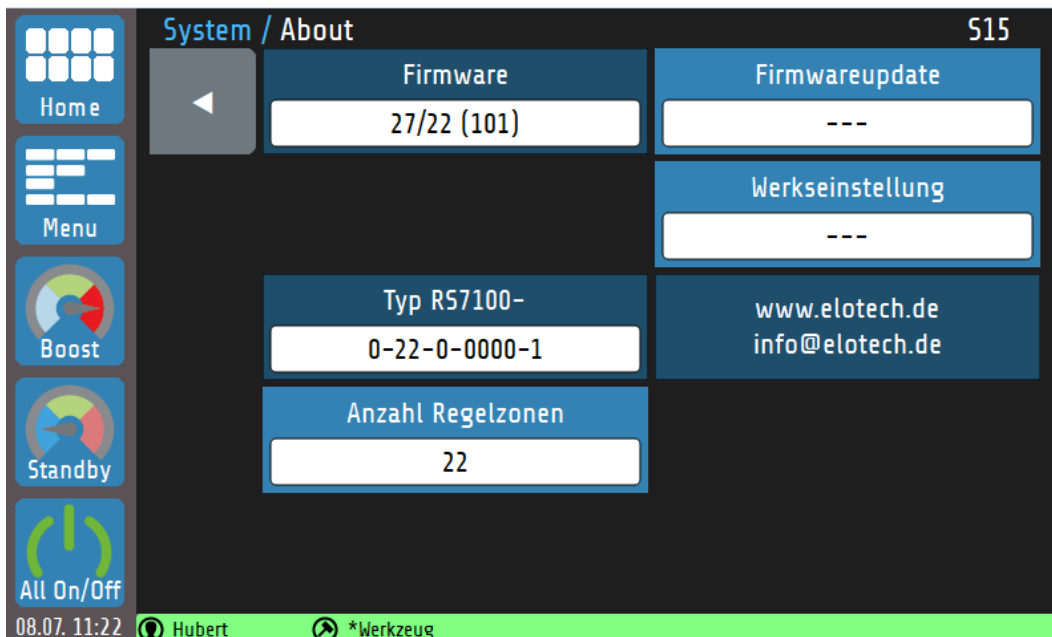 System / About S15
Home
Firmware
27/22 (101)
Firmwareupdate
---
Werkseinstellung
---
Menu
Typ RS7100-
0-22-0-0000-1
www.elotech.de
info@elotech.de
Boost
Anzahl Regelzonen
22
Standby
All On/Off
08.07. 11:22 Hubert *Werkzeug